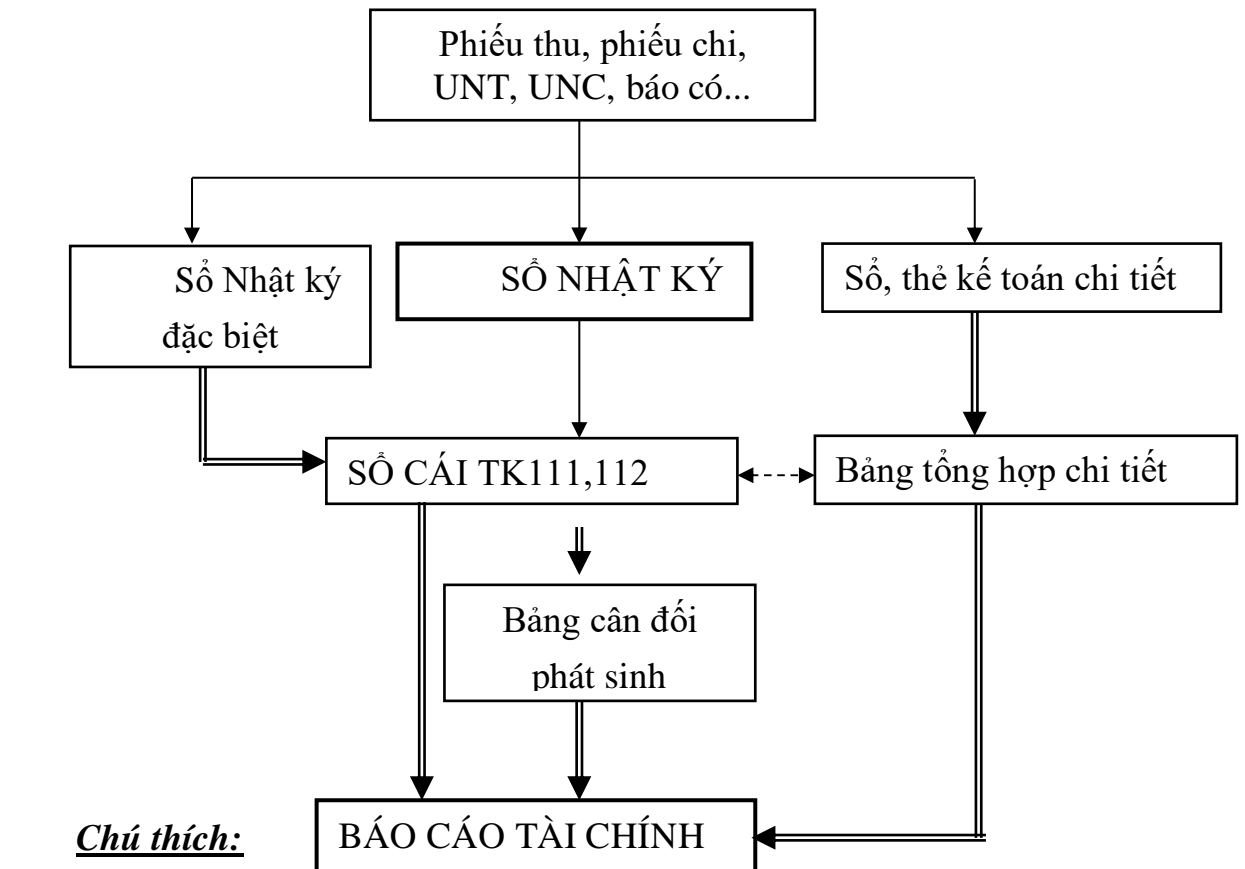 Phiếu thu, phiếu chi,
UNT, UNC, báo có...
Sổ Nhật ký
đặc biệt
SỔ NHẬT KÝ
Sổ, thẻ kế toán chi tiết
SỔ CÁI TK111,112
Bảng tổng hợp chi tiết
Bảng cân đối
phát sinh
Chú thích:
BÁO CÁO TÀI CHÍNH